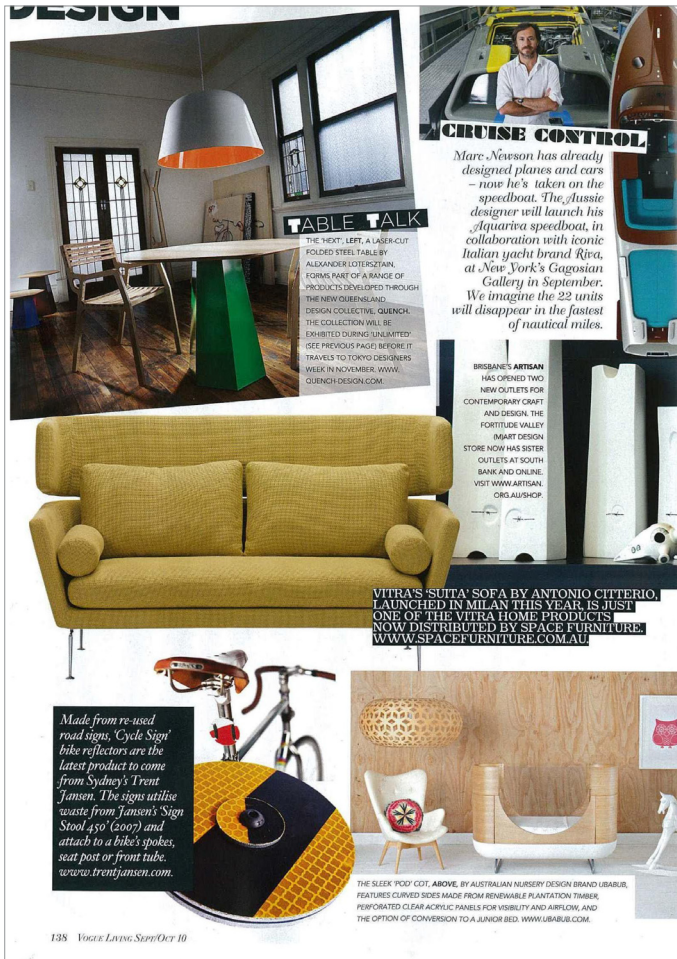 DESIGN
CRUISE CONTROL
Marc Newson has already
designed planes and cars
– now he's taken on the
speedboat. The Aussie
designer will launch his
Aquariva speedboat, in
collaboration with iconic
Italian yacht brand Riva,
at New York's Gagosian
Gallery in September.
We imagine the 22 units
will disappear in the fastest
of nautical miles.
TABLE TALK
THE 'HEXT', LEFT, A LASER-CUT
FOLDED STEEL TABLE BY
ALEXANDER LOTERSZTAIN,
FORMS PART OF A RANGE OF
PRODUCTS DEVELOPED THROUGH
THE NEW QUEENSLAND
DESIGN COLLECTIVE, QUENCH.
THE COLLECTION WILL BE
EXHIBITED DURING 'UNLIMITED'
(SEE PREVIOUS PAGE) BEFORE IT
TRAVELS TO TOKYO DESIGNERS
WEEK IN NOVEMBER. WWW.
QUENCH-DESIGN.COM.
BRISBANE'S ARTISAN
HAS OPENED TWO
NEW OUTLETS FOR
CONTEMPORARY CRAFT
AND DESIGN. THE
FORTITUDE VALLEY
(M)ART DESIGN
STORE NOW HAS SISTER
OUTLETS AT SOUTH
BANK AND ONLINE.
VISIT WWW.ARTISAN.
ORG.AU/SHOP.
VITRA'S 'SUITA' SOFA BY ANTONIO CITTERIO,
LAUNCHED IN MILAN THIS YEAR, IS JUST
ONE OF THE VITRA HOME PRODUCTS
NOW DISTRIBUTED BY SPACE FURNITURE.
WWW.SPACEFURNITURE.COM.AU.
Made from re-used
road signs, 'Cycle Sign'
bike reflectors are the
latest product to come
from Sydney's Trent
Jansen. The signs utilise
waste from Jansen's 'Sign
Stool 450' (2007) and
attach to a bike's spokes,
seat post or front tube.
www.trentjansen.com.
THE SLEEK 'POD' COT, ABOVE, BY AUSTRALIAN NURSERY DESIGN BRAND UBABUB,
FEATURES CURVED SIDES MADE FROM RENEWABLE PLANTATION TIMBER,
PERFORATED CLEAR ACRYLIC PANELS FOR VISIBILITY AND AIRFLOW, AND
THE OPTION OF CONVERSION TO A JUNIOR BED. WWW.UBABUB.COM.
138 VOGUE LIVING SEPT/OCT 10